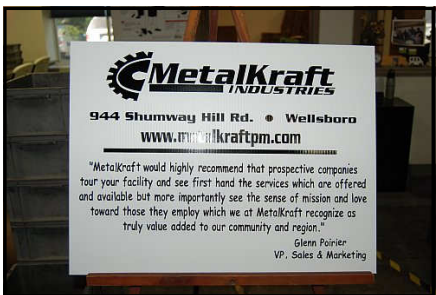 MetalKraft
INDUSTRIES
944 Shumway Hill Rd. • Wellsboro
www.metalkraftpm.com
"MetalKraft would highly recommend that prospective companies
tour your facility and see first hand the services which are offered
and available but more importantly see the sense of mission and love
toward those they employ which we at MetalKraft recognize as
truly value added to our community and region."
Glenn Poirier
VP. Sales & Marketing